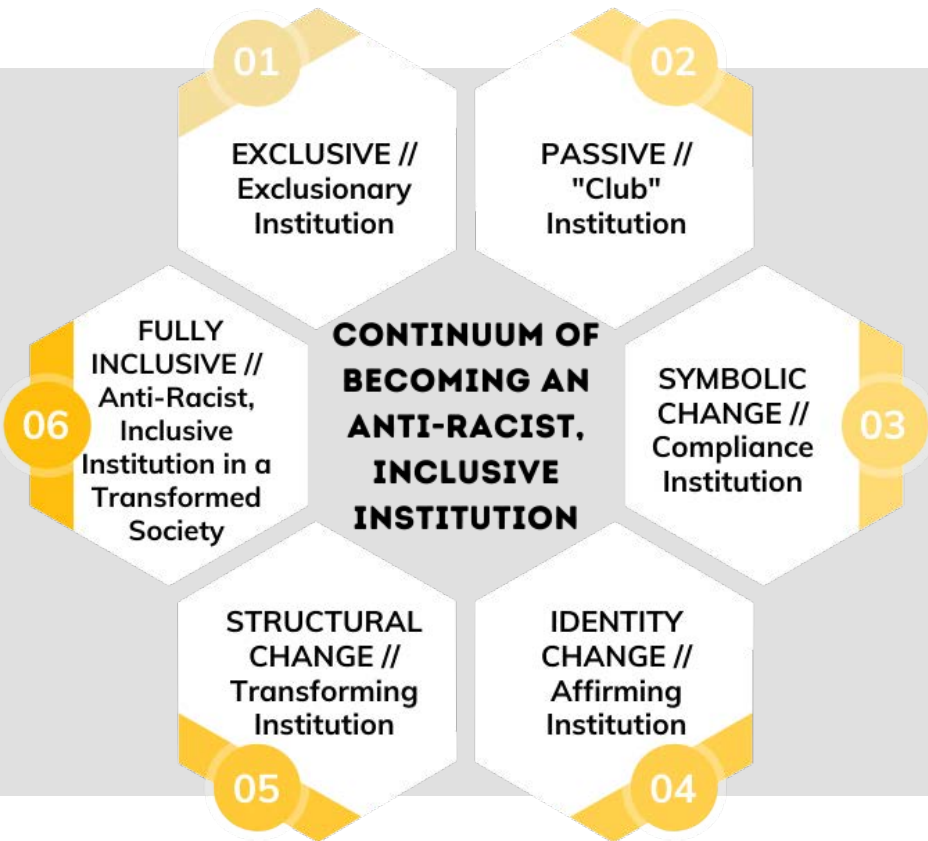 01
EXCLUSIVE //
Exclusionary
Institution
02
PASSIVE //
"Club"
Institution
CONTINUUM OF
BECOMING AN
ANTI-RACIST,
INCLUSIVE
INSTITUTION
03
SYMBOLIC
CHANGE //
Compliance
Institution
04
IDENTITY
CHANGE //
Affirming
Institution
05
STRUCTURAL
CHANGE //
Transforming
Institution
06
FULLY
INCLUSIVE //
Anti-Racist,
Inclusive
Institution in a
Transformed
Society